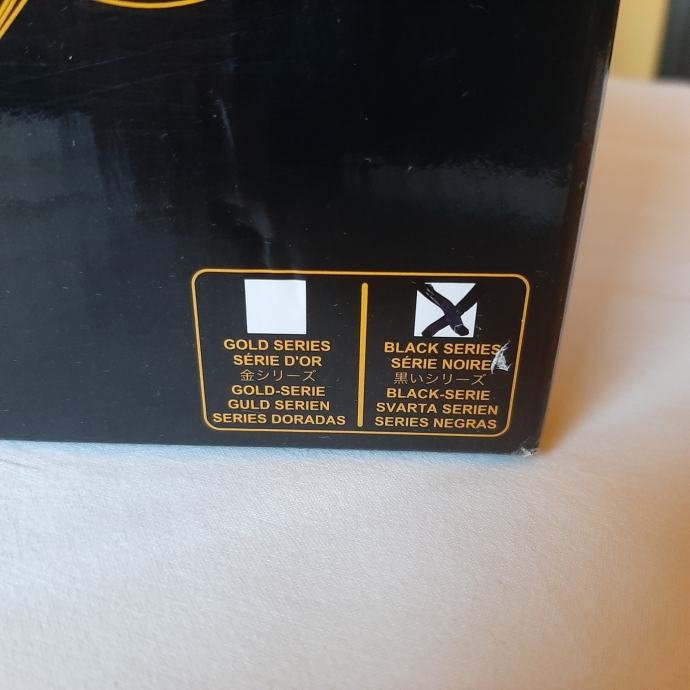 GOLD SERIES
SÉRIE D'OR
金シリーズ
GOLD-SERIE
GULD SERIEN
SERIES DORADAS
BLACK SERIES
SÉRIE NOIRE
黒いシリーズ
BLACK-SERIE
SVARTA SERIEN
SERIES NEGRAS